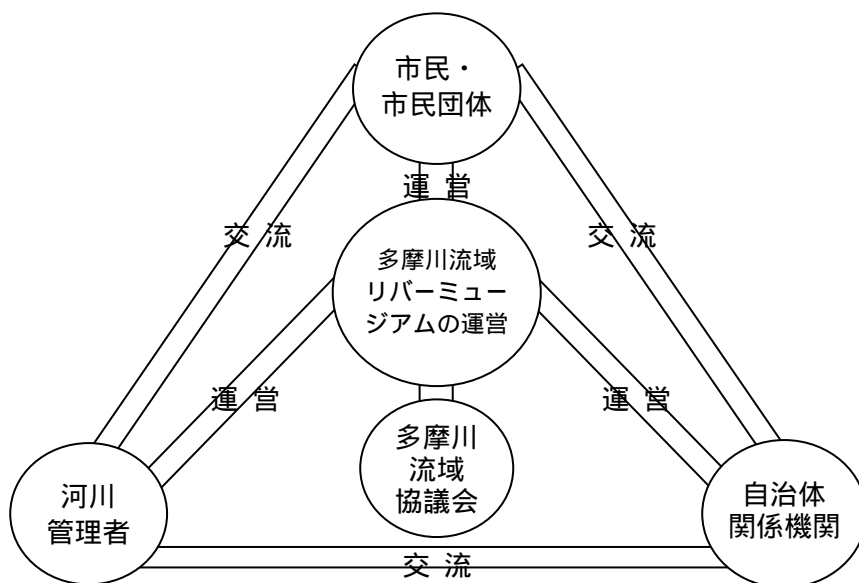 市民・
市民団体
運営
交流
交流
多摩川流域
リバーミュー
ジアムの運営
運営
運営
多摩川
流域
協議会
河川
管理者
自治体
関係機関
交流